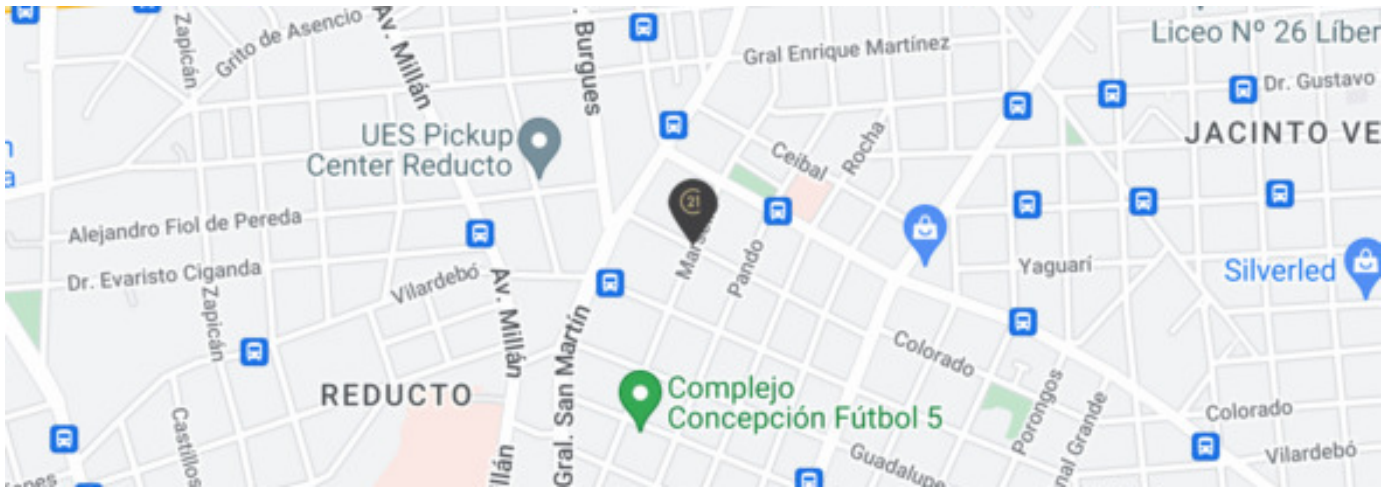 Zapicán
Grito de Asencio
Av. Millán
Burgues
Gral Enrique Martínez
Liceo Nº 26 Líber
Dr. Gustavo
JACINTO VE
UES Pickup
Center Reducto
Ceibal
Rocha
21
Alejandro Fiol de Pereda
Dr. Evaristo Ciganda
Zapicán
Vilardebó
Av. Millán
Pando
Yaguarí
Silverled
Gral. San Martín
Colorado
REDUCTO
Complejo
Concepción Fútbol 5
Castillos
Porongos
Colorado
Guadalupe
Vilardebó